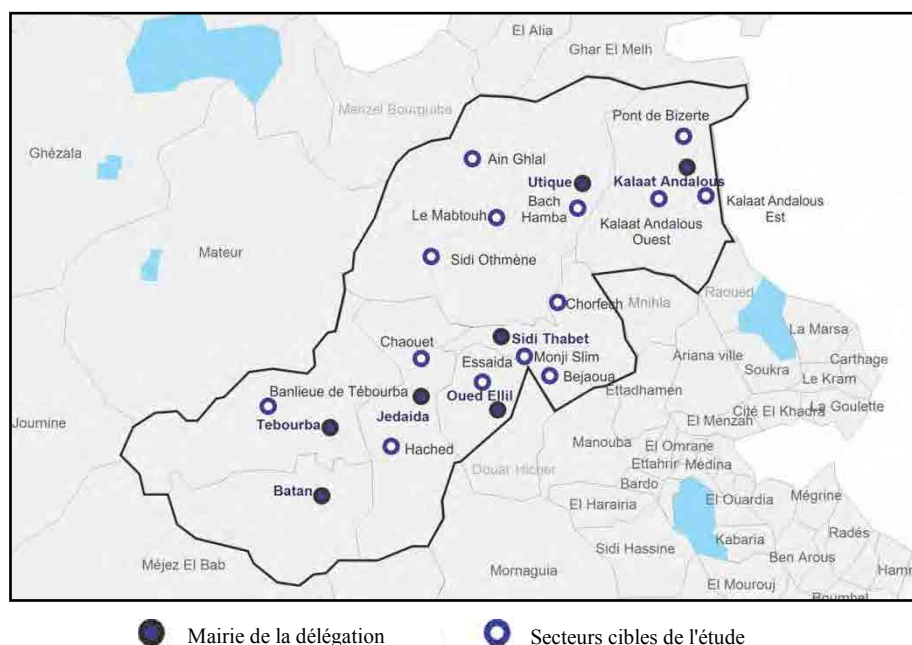 El Alia
Ghar El Melh
Menzel Bourguiba
Pont de Bizerte
Ghézala
Ain Ghlal
Utique
Kalaat Andalous
Bach
Hamba
Le Mabtouh
Kalaat Andalous
Est
Kalaat Andalous
Ouest
Mateur
Sidi Othmène
Chorfech
Mnihla
Raoued
La Marsa
Sidi Thabet
Chaouet
Monji Slim
Essaida
Ariana ville
Carthage
Soukra
Bejaoua
Le Kram
Banlieue de Tébourba
Oued Ellil
Ettadhamen
Jedaida
Cité El Khadra
La Goulette
El Menzah
Joumine
Tebourba
Hached
Manouba
El Omrane
Douar Hicher
Ettahrir
Médina
Bardo
Batan
El Harairia
El Ouardia
Mégrine
Kabaria
Radés
Sidi Hassine
Ben Arous
Méjez El Bab
Mornaguia
Hamm
El Mourouj
Boumhel
Mairie de la délégation
Secteurs cibles de l'étude